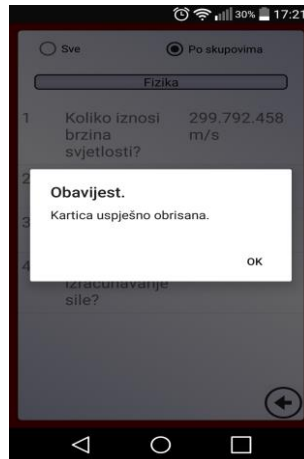 30% 17:21
Sve Po skupovima
Fizika
1 Koliko iznosi 299.792.458
brzina m/s
svjetlosti?
2
Obavijest.
3 Kartica uspješno obrisana.
OK
4
izračunavanje
sile?